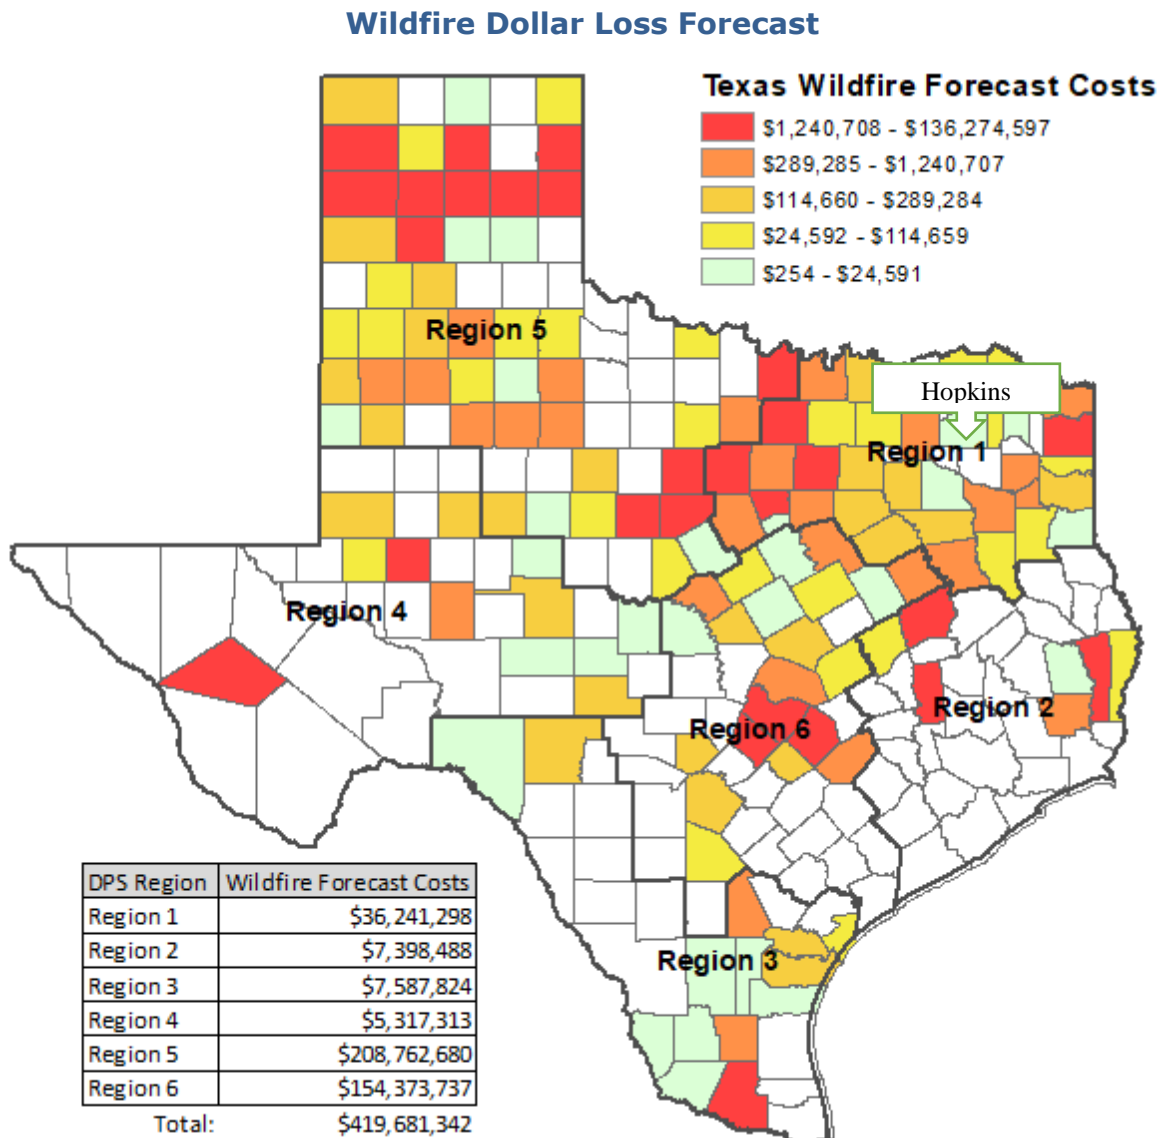 Wildfire Dollar Loss Forecast
Texas Wildfire Forecast Costs
$1,240,708 - $136,274,597
$289,285 - $1,240,707
$114,660 - $289,284
$24,592 - $114,659
$254 - $24,591
Region 5
Hopkins
Region 1
Region 4
Region 2
Region 6
Region 3
DPS Region Wildfire Forecast Costs
Region 1 $36,241,298
Region 2 $7,398,488
Region 3 $7,587,824
Region 4 $5,317,313
Region 5 $208,762,680
Region 6 $154,373,737
Total: $419,681,342